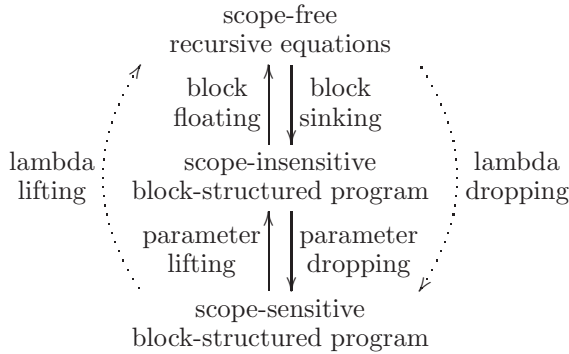 scope-free
recursive equations
block
floating
block
sinking
lambda
lifting
scope-insensitive
block-structured program
lambda
dropping
parameter
lifting
parameter
dropping
scope-sensitive
block-structured program